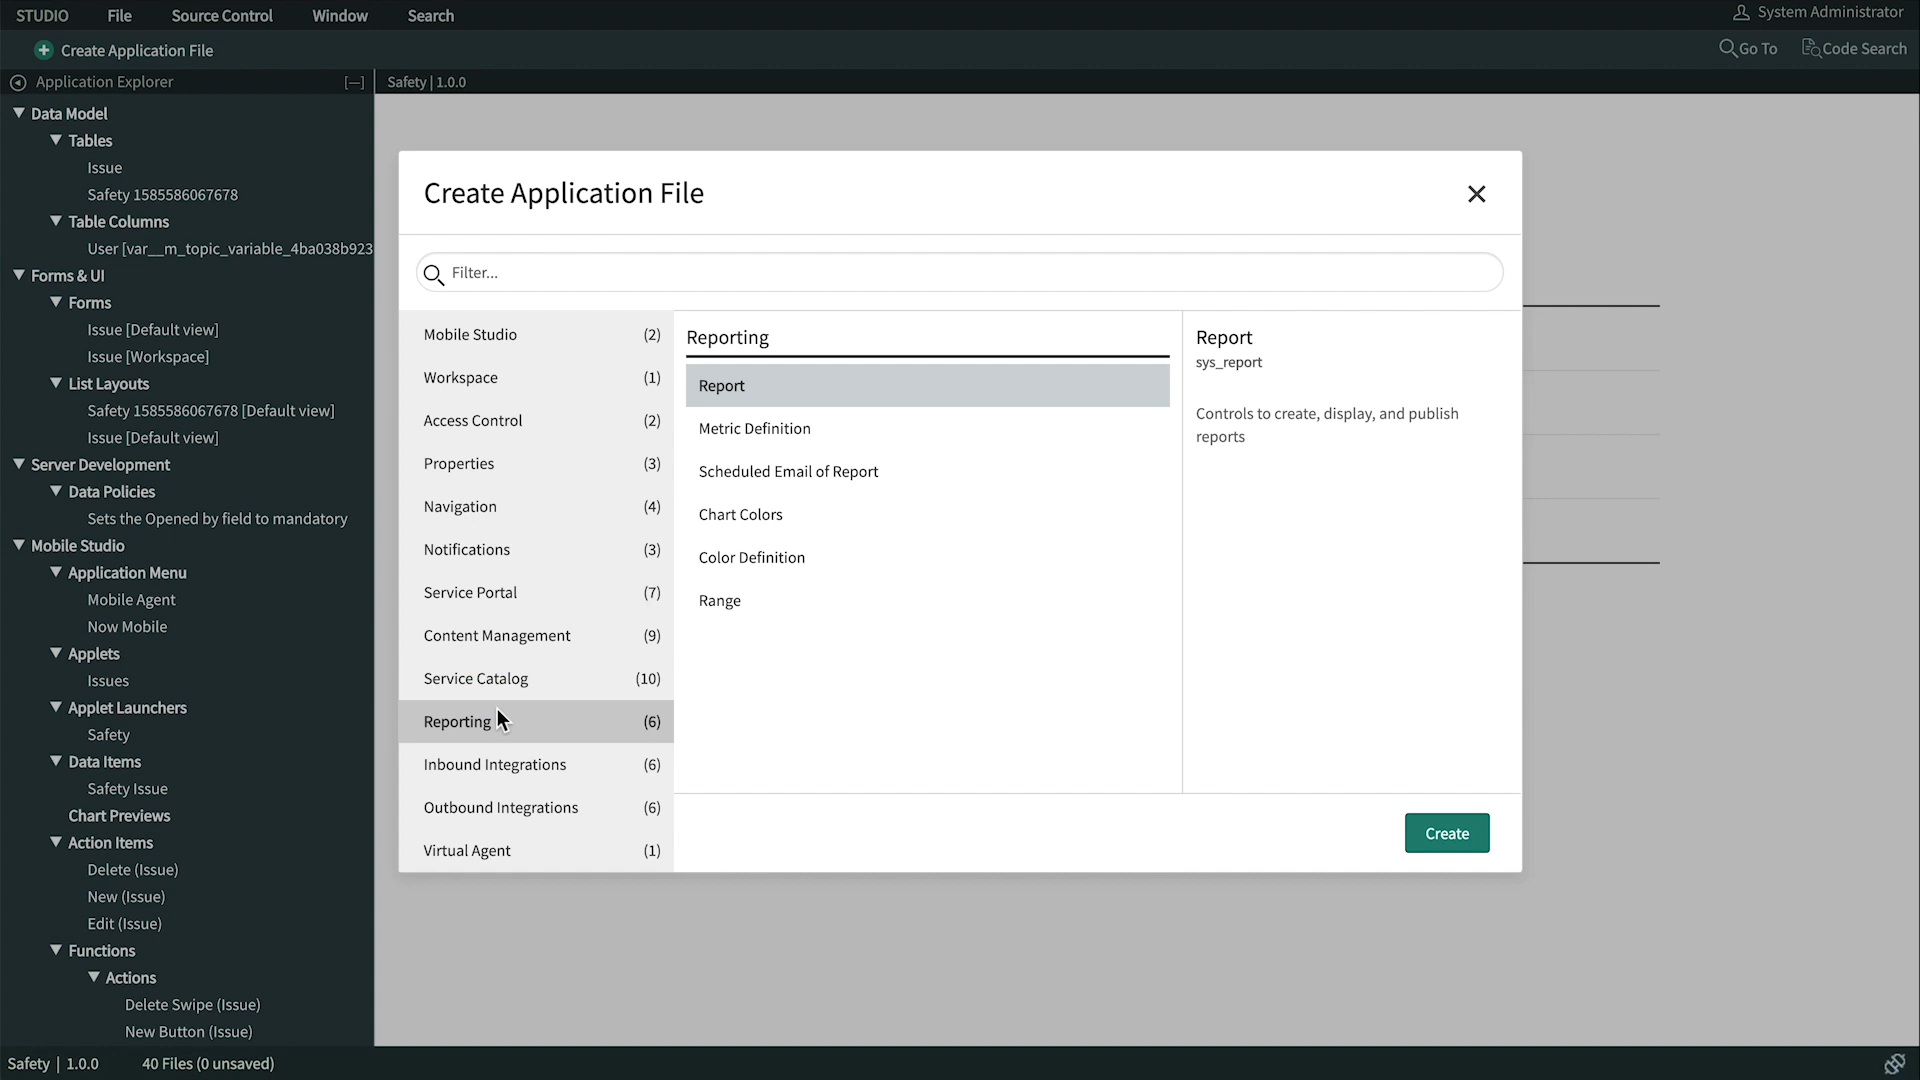 STUDIO File Source Control Window Search System Administrator
Create Application File Go To Code Search
Application Explorer [—] Safety | 1.0.0
Data Model
Tables
Issue
Safety 1585586067678
Table Columns
User [var__m_topic_variable_4ba038b923
Forms & UI
Forms
Issue [Default view]
Issue [Workspace]
List Layouts
Safety 1585586067678 [Default view]
Issue [Default view]
Server Development
Data Policies
Sets the Opened by field to mandatory
Mobile Studio
Application Menu
Mobile Agent
Now Mobile
Applets
Issues
Applet Launchers
Safety
Data Items
Safety Issue
Chart Previews
Action Items
Delete (Issue)
New (Issue)
Edit (Issue)
Functions
Actions
Delete Swipe (Issue)
New Button (Issue)
Create Application File
Filter...
Mobile Studio (2)
Workspace (1)
Access Control (2)
Properties (3)
Navigation (4)
Notifications (3)
Service Portal (7)
Content Management (9)
Service Catalog (10)
Reporting (6)
Inbound Integrations (6)
Outbound Integrations (6)
Virtual Agent (1)
Reporting
Report
Metric Definition
Scheduled Email of Report
Chart Colors
Color Definition
Range
Report
sys_report
Controls to create, display, and publish
reports
Create
Safety | 1.0.0 40 Files (0 unsaved)